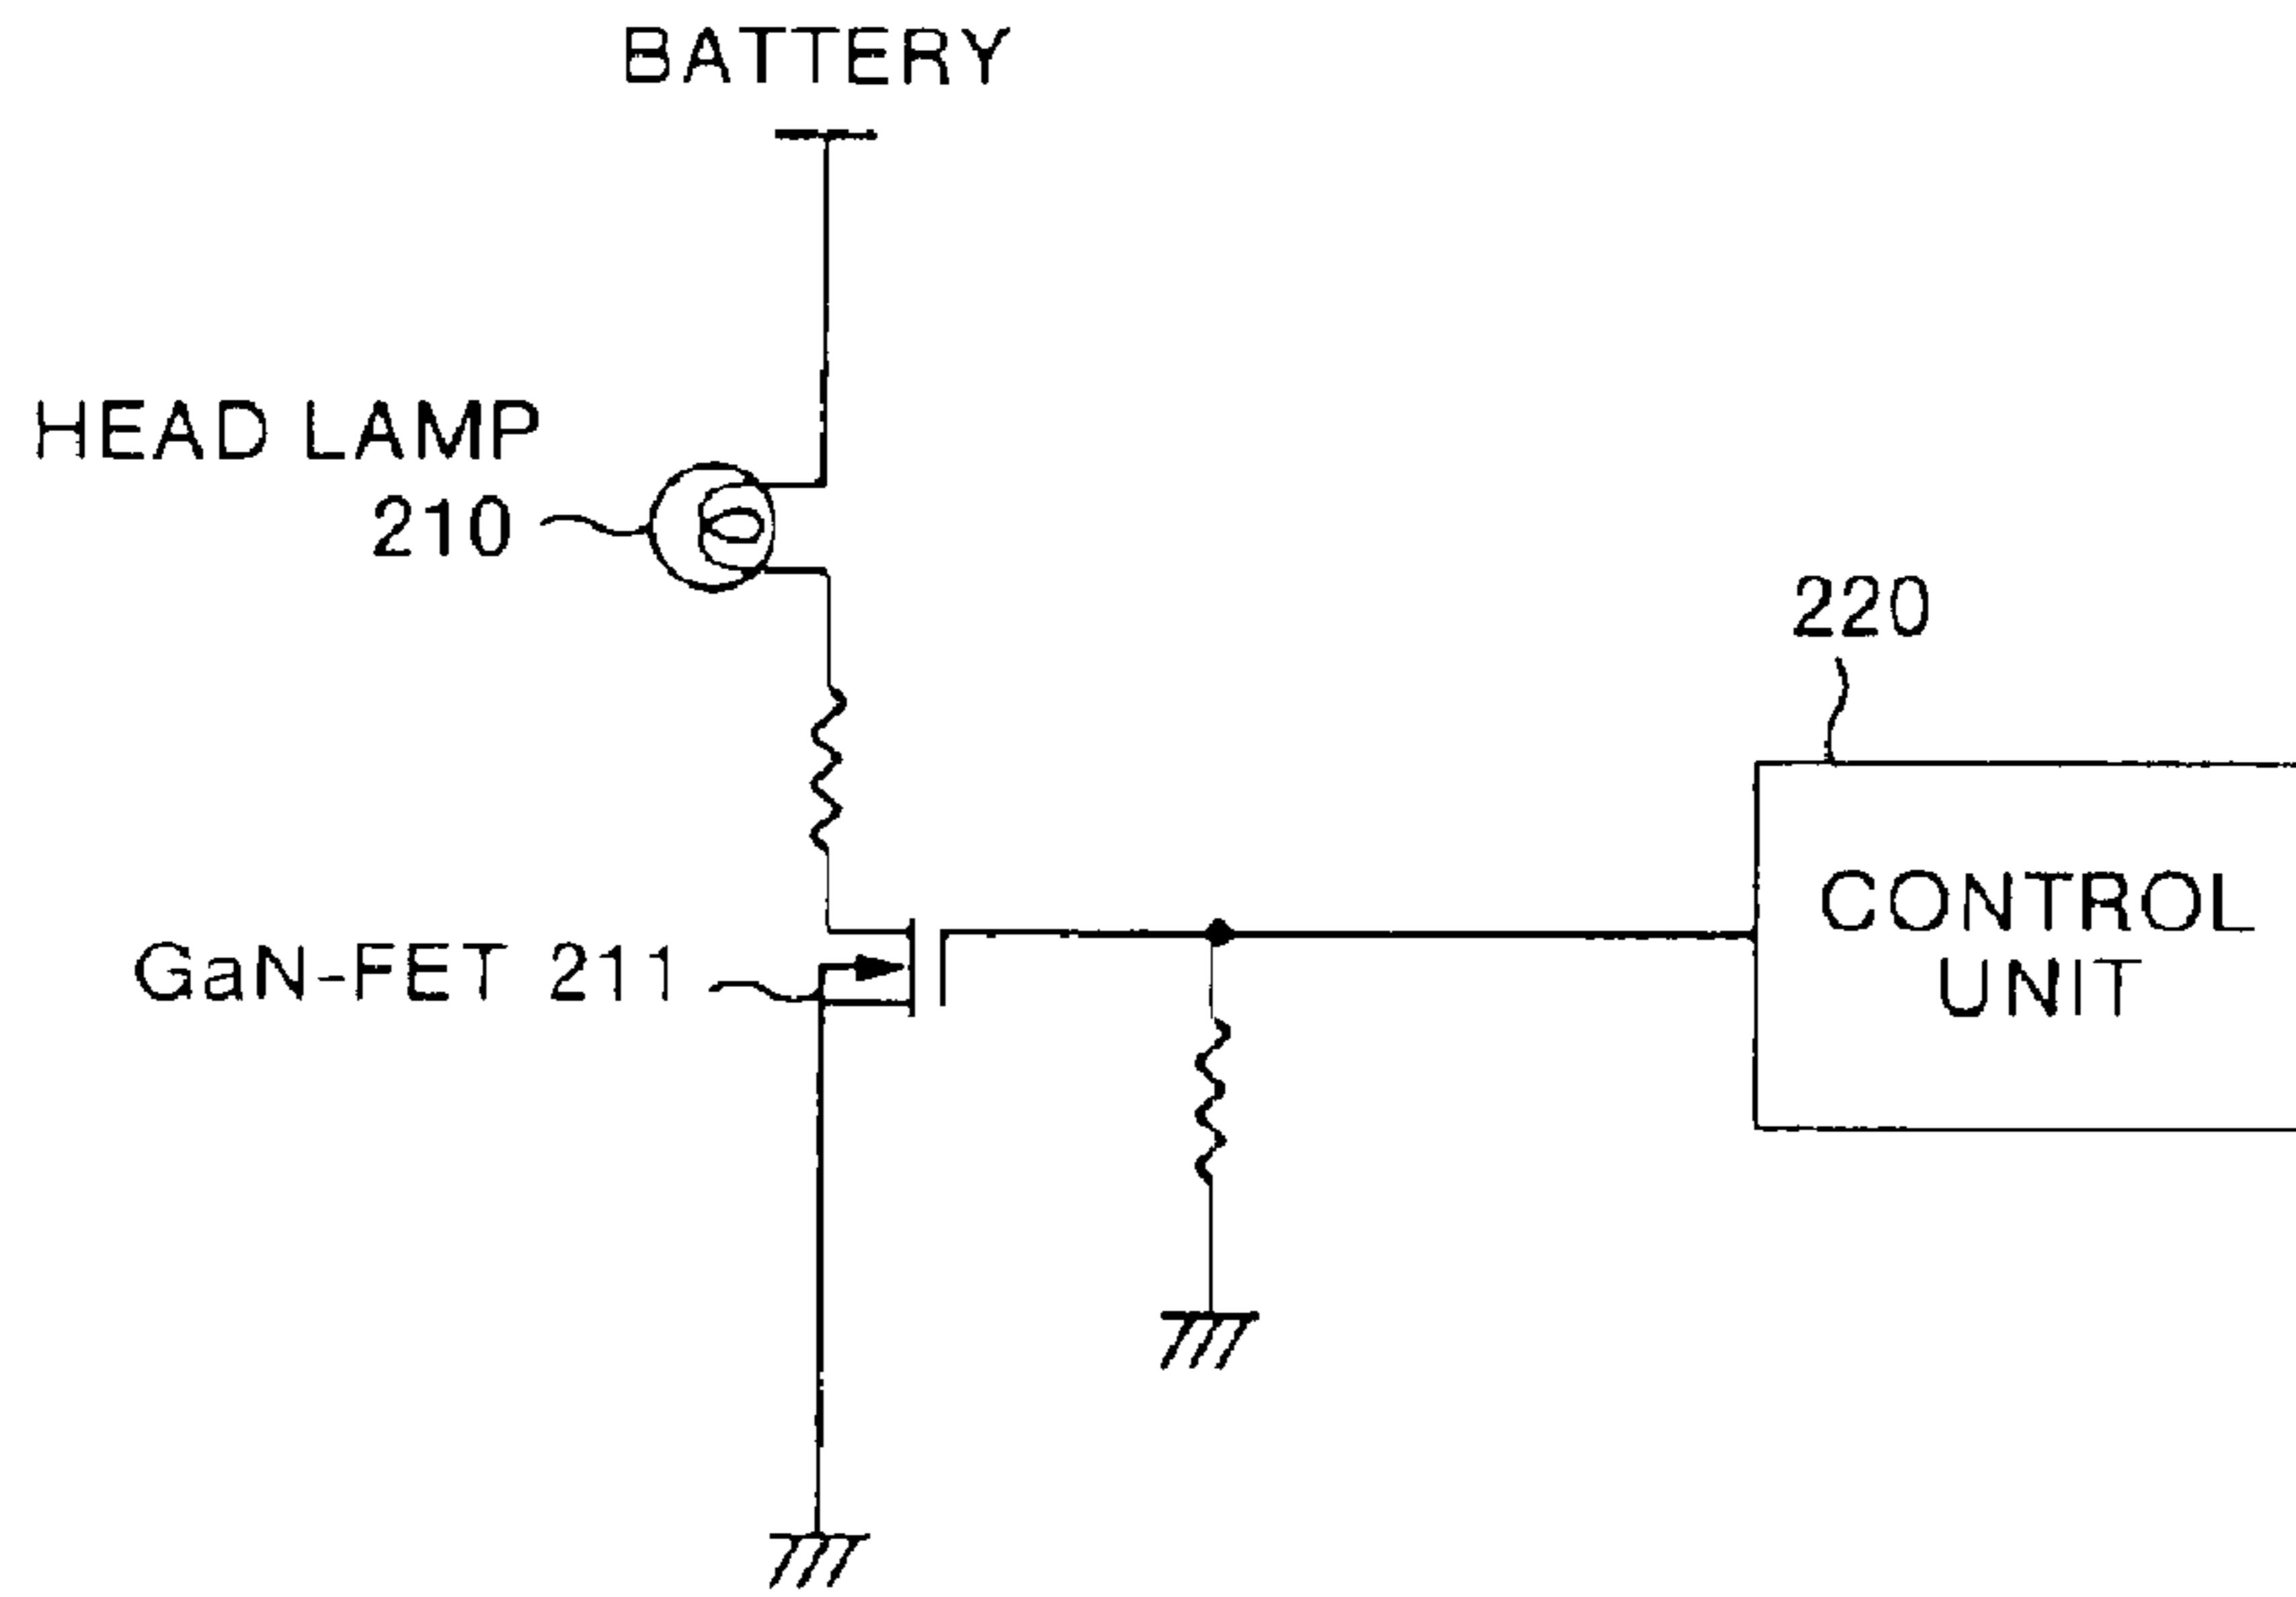 BATTERY
HEAD LAMP
210
220
CONTROL
UNIT
GaN-FET 211